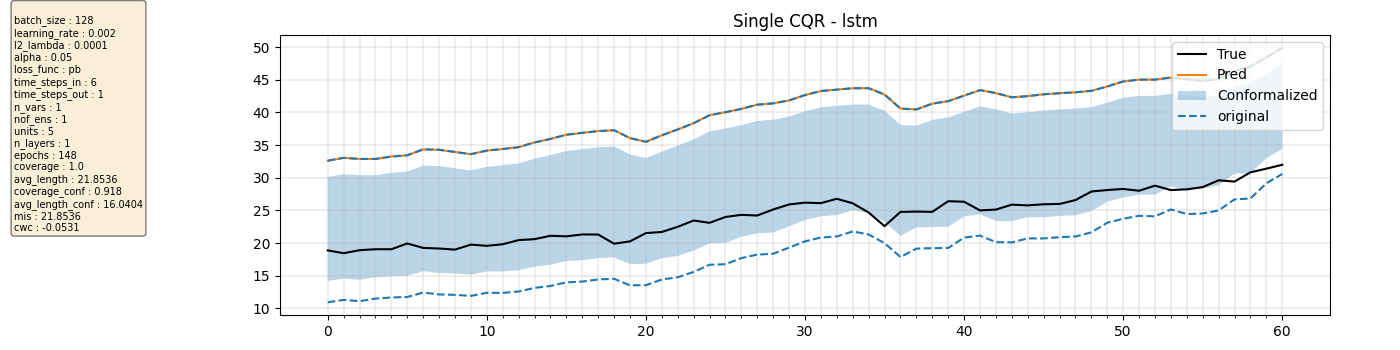 batch_size : 128
learning_rate : 0.002
l2_lambda : 0.0001
alpha : 0.05
loss_func : pb
time_steps_in : 6
time_steps_out : 1
n_vars : 1
nof_ens : 1
units : 5
n_layers : 1
epochs : 148
coverage : 1.0
avg_length : 21.8536
coverage_conf : 0.918
avg_length_conf : 16.0404
mis : 21.8536
cwc : -0.0531
Single CQR - lstm
50
45
40
35
30
25
20
15
10
True
Pred
Conformalized
original
0 10 20 30 40 50 60